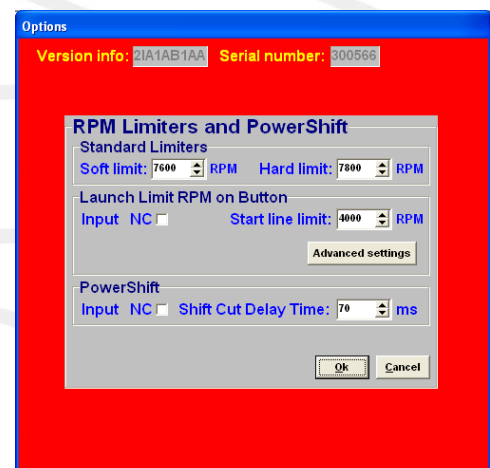 Options
Version info: 2IA1AB1AA Serial number: 300566
RPM Limiters and PowerShift
Standard Limiters
Soft limit: 7600 RPM Hard limit: 7800 RPM
Launch Limit RPM on Button
Input NC Start line limit: 4000 RPM
Advanced settings
PowerShift
Input NC Shift Cut Delay Time: 70 ms
Ok Cancel